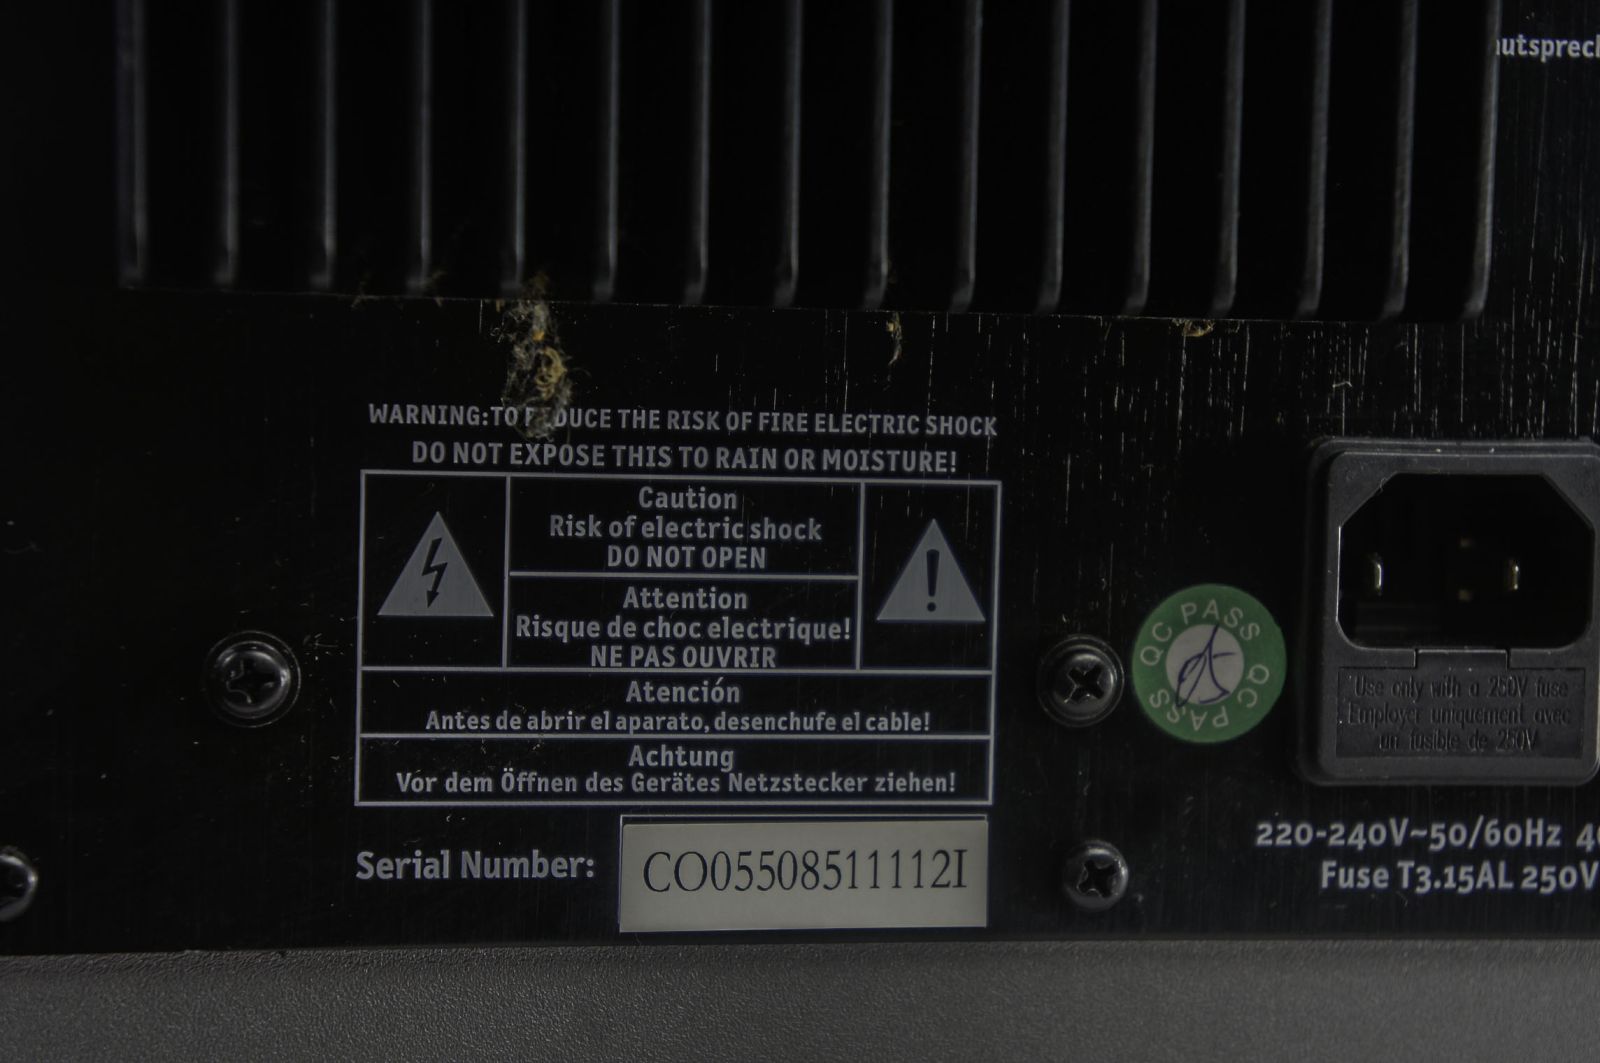 WARNING:TO REDUCE THE RISK OF FIRE ELECTRIC SHOCK
DO NOT EXPOSE THIS TO RAIN OR MOISTURE!
Caution
Risk of electric shock
DO NOT OPEN
Attention
Risque de choc electrique!
NE PAS OUVRIR
Atención
Antes de abrir el aparato, desenchufe el cable!
Achtung
Vor dem Öffnen des Gerätes Netzstecker ziehen!
Serial Number:
CO05508511112I
QC PASS QC PASS
Use only with a 250V fuse
Employer uniquement avec
un fusible de 250V
220-240V~50/60Hz
Fuse T3.15AL 250V